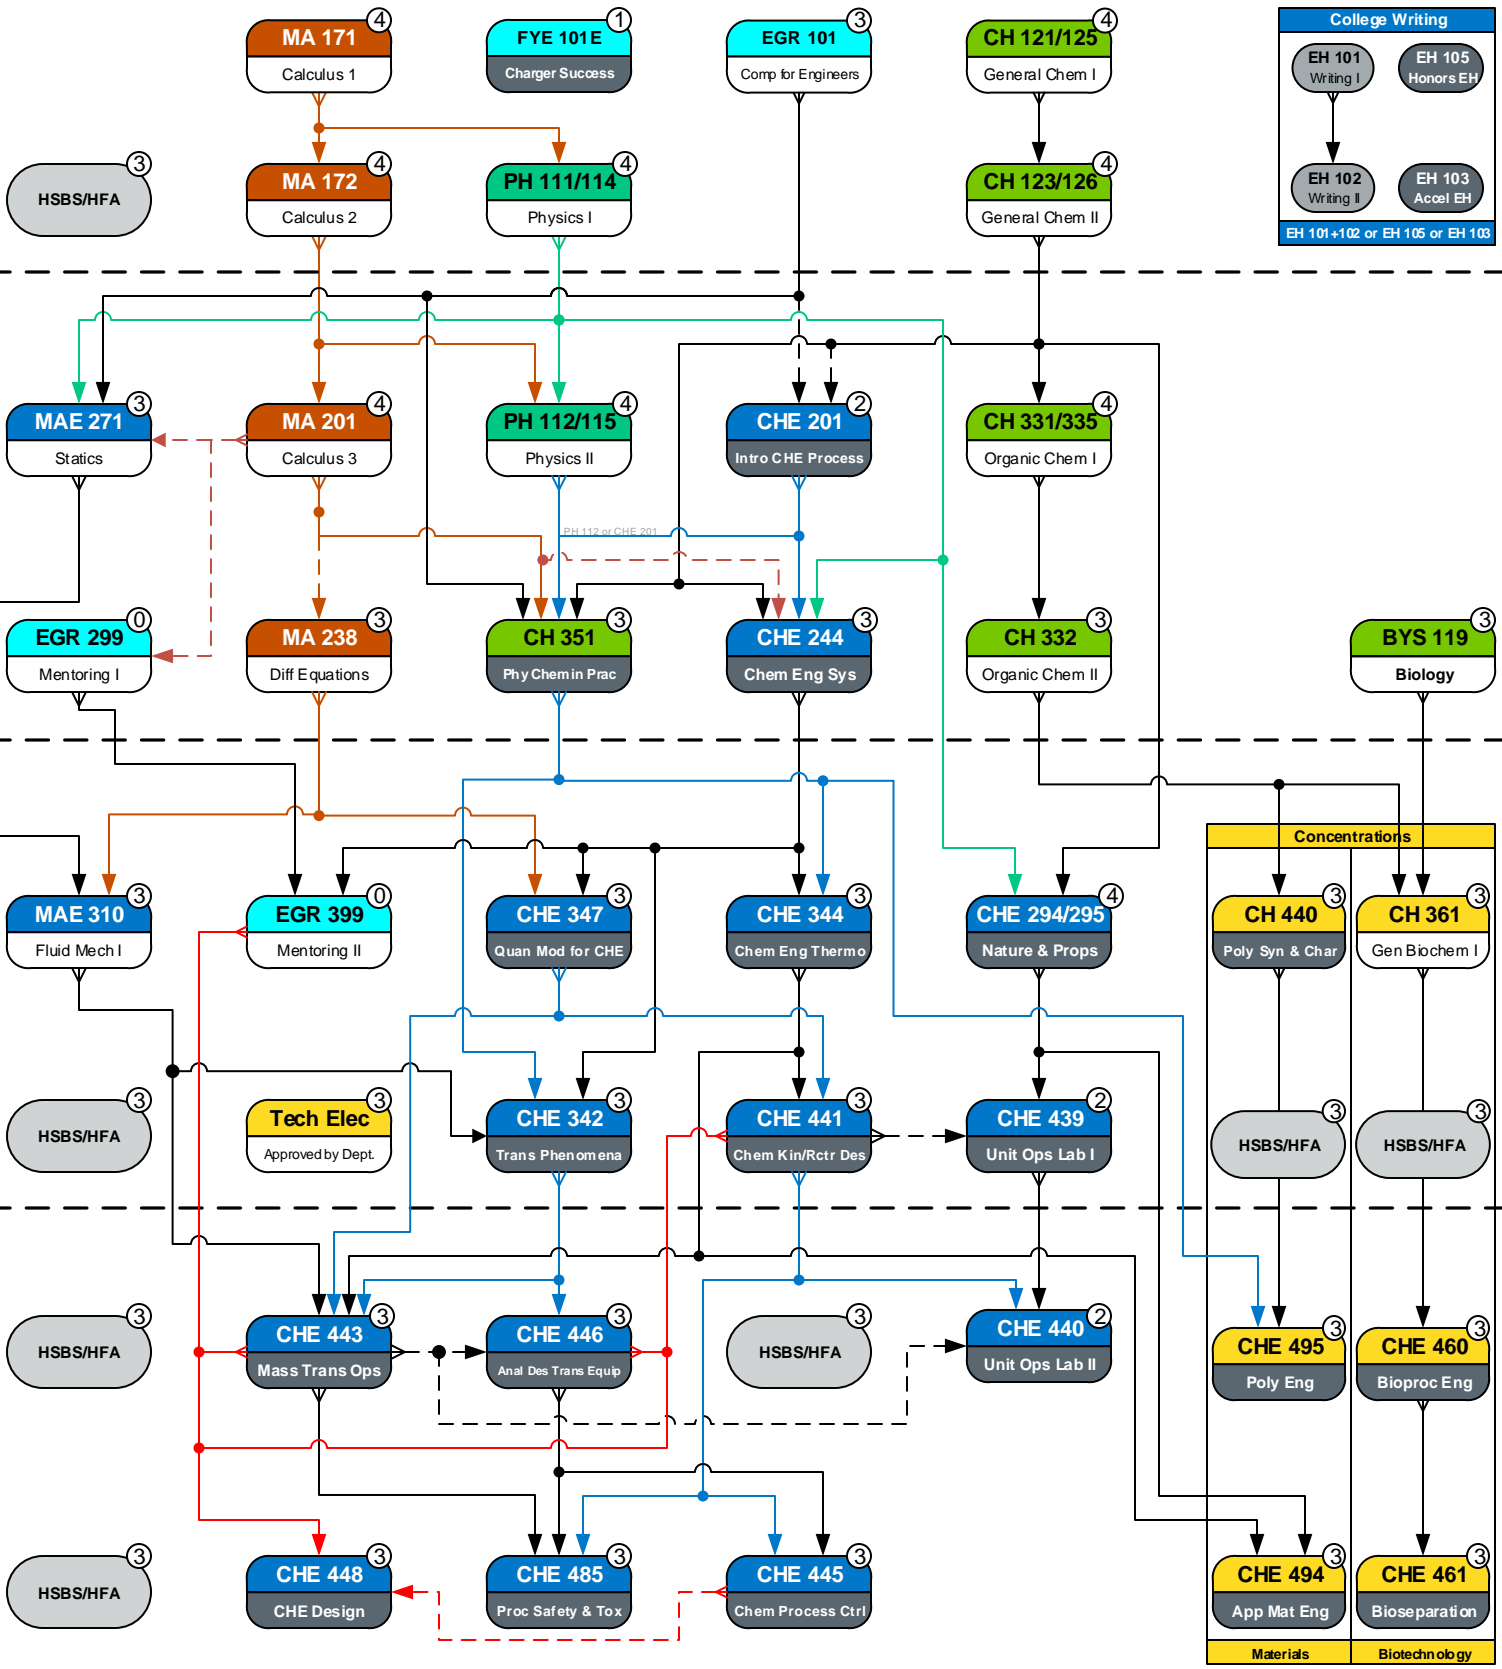 MA 171
4
Calculus 1
FYE 101E
1
Charger Success
EGR 101
3
Comp for Engineers
CH 121/125
4
General Chem I
College Writing
EH 101
Writing I
EH 105
Honors EH
EH 102
Writing II
EH 103
Accel EH
EH 101+102 or EH 105 or EH 103
HSBS/HFA
3
MA 172
4
Calculus 2
PH 111/114
4
Physics I
CH 123/126
4
General Chem II
MAE 271
3
Statics
MA 201
4
Calculus 3
PH 112/115
4
Physics II
CHE 201
2
Intro CHE Process
CH 331/335
4
Organic Chem I
PH 112 or CHE 201
EGR 299
0
Mentoring I
MA 238
3
Diff Equations
CH 351
3
Phy Chem in Prac
CHE 244
3
Chem Eng Sys
CH 332
3
Organic Chem II
BYS 119
3
Biology
Concentrations
MAE 310
3
Fluid Mech I
EGR 399
0
Mentoring II
CHE 347
3
Quan Mod for CHE
CHE 344
3
Chem Eng Thermo
CHE 294/295
4
Nature & Props
CH 440
3
Poly Syn & Char
CH 361
3
Gen Biochem I
HSBS/HFA
3
Tech Elec
3
Approved by Dept.
CHE 342
3
Trans Phenomena
CHE 441
3
Chem Kin/Rctr Des
CHE 439
2
Unit Ops Lab I
HSBS/HFA
3
HSBS/HFA
3
HSBS/HFA
3
CHE 443
3
Mass Trans Ops
CHE 446
3
Anal Des Trans Equip
HSBS/HFA
3
CHE 440
2
Unit Ops Lab II
CHE 495
3
Poly Eng
CHE 460
3
Bioproc Eng
HSBS/HFA
3
CHE 448
3
CHE Design
CHE 485
3
Proc Safety & Tox
CHE 445
3
Chem Process Ctrl
CHE 494
3
App Mat Eng
CHE 461
3
Bioseparation
Materials
Biotechnology